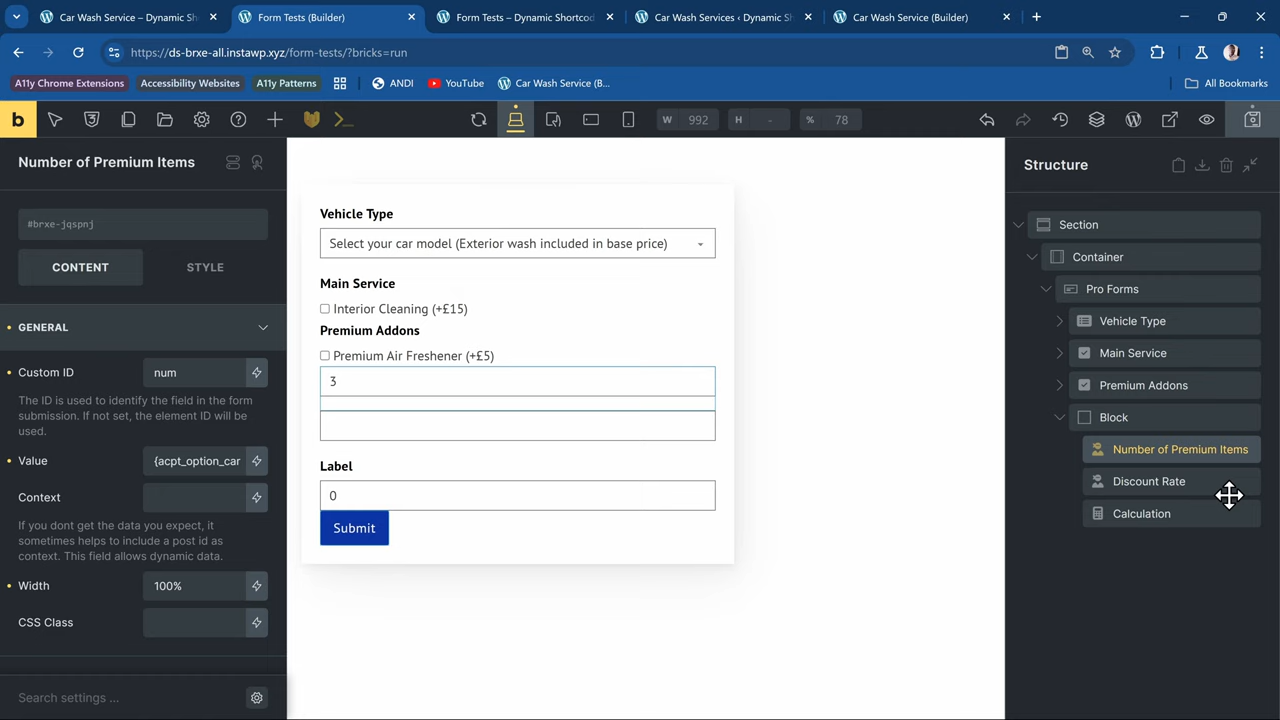 Car Wash Service – Dynamic Sh
Form Tests (Builder)
Form Tests – Dynamic Shortcod
Car Wash Services ‹ Dynamic Sh
Car Wash Service (Builder)
https://ds-brxe-all.instawp.xyz/form-tests/?bricks=run
A11y Chrome Extensions
Accessibility Websites
A11y Patterns
ANDI
YouTube
Car Wash Service (B...
All Bookmarks
b
W 992
H -
% 78
Number of Premium Items
#brxe-jqspnj
CONTENT
STYLE
GENERAL
Custom ID
num
The ID is used to identify the field in the form
submission. If not set, the element ID will be
used.
Value
{acpt_option_car
Context
If you dont get the data you expect, it
sometimes helps to include a post id as
context. This field allows dynamic data.
Width
100%
CSS Class
Search settings ...
Vehicle Type
Select your car model (Exterior wash included in base price)
Main Service
Interior Cleaning (+£15)
Premium Addons
Premium Air Freshener (+£5)
3
Label
0
Submit
Structure
Section
Container
Pro Forms
Vehicle Type
Main Service
Premium Addons
Block
Number of Premium Items
Discount Rate
Calculation